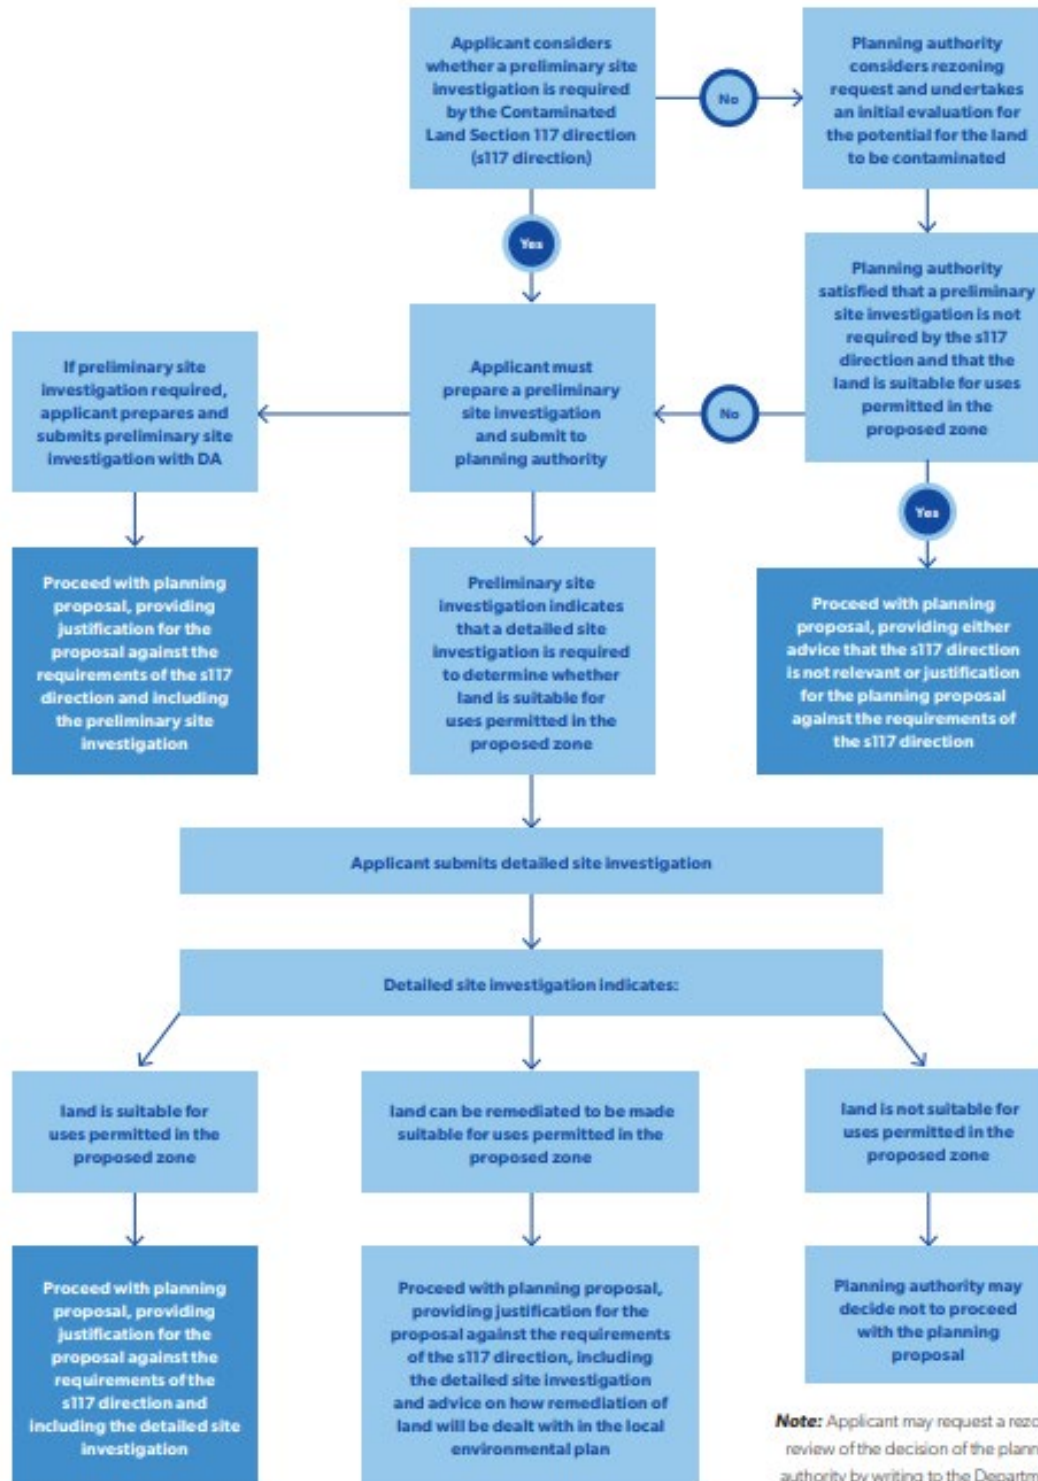 Applicant considers
whether a preliminary site
investigation is required
by the Contaminated
Land Section 117 direction
(s117 direction)
No
Planning authority
considers rezoning
request and undertakes
an initial evaluation for
the potential for the land
to be contaminated
Yes
Planning authority
satisfied that a preliminary
site investigation is not
required by the s117
direction and that the
land is suitable for uses
permitted in the
proposed zone
If preliminary site
investigation required,
applicant prepares and
submits preliminary site
investigation with DA
Applicant must
prepare a preliminary
site investigation
and submit to
planning authority
No
Yes
Proceed with planning
proposal, providing
justification for the
proposal against the
requirements of the s117
direction and including
the preliminary site
investigation
Preliminary site
investigation indicates
that a detailed site
investigation is required
to determine whether
land is suitable for
uses permitted in the
proposed zone
Proceed with planning
proposal, providing either
advice that the s117 direction
is not relevant or justification
for the planning proposal
against the requirements of
the s117 direction
Applicant submits detailed site investigation
Detailed site investigation indicates:
land is suitable for
uses permitted in the
proposed zone
land can be remediated to be made
suitable for uses permitted in the
proposed zone
land is not suitable for
uses permitted in the
proposed zone
Proceed with planning
proposal, providing
justification for the
proposal against the
requirements of the
s117 direction and
including the detailed site
investigation
Proceed with planning proposal,
providing justification for the
proposal against the requirements
of the s117 direction, including
the detailed site investigation
and advice on how remediation of
land will be dealt with in the local
environmental plan
Planning authority may
decide not to proceed
with the planning
proposal
Note: Applicant may request a
review of the decision of the
authority by writing to the